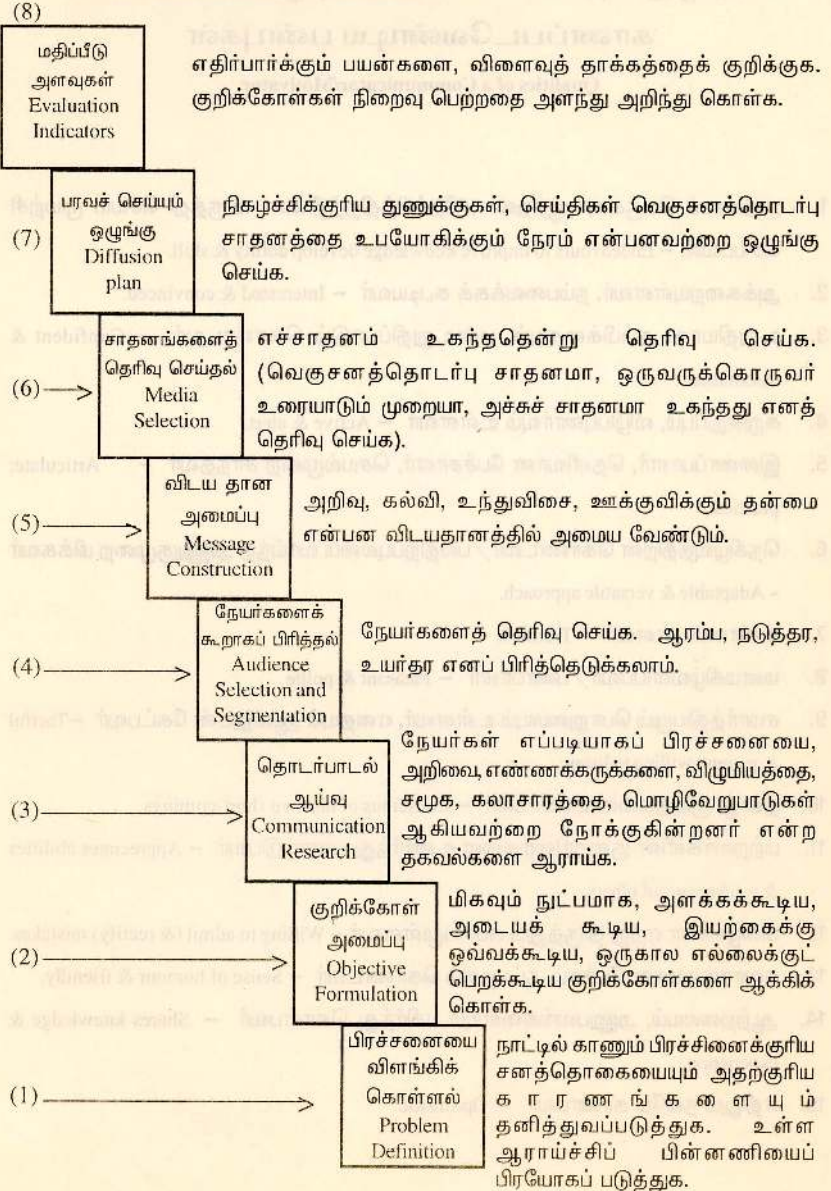 (8)
மதிப்பீடு
அளவுகள்
Evaluation
Indicators
எதிர்பார்க்கும் பயன்களை, விளைவுத் தாக்கத்தைக் குறிக்குக.
குறிக்கோள்கள் நிறைவு பெற்றதை அளந்து அறிந்து கொள்க.
(7)
பரவச் செய்யும்
ஒழுங்கு
Diffusion
plan
நிகழ்ச்சிக்குரிய துணுக்குகள், செய்திகள் வெகுசனத்தொடர்பு
சாதனத்தை உபயோகிக்கும் நேரம் என்பனவற்றை ஒழுங்கு
செய்க.
(6)
சாதனங்களைத்
தெரிவு செய்தல்
Media
Selection
எச்சாதனம் உகந்ததென்று தெரிவு செய்க.
(வெகுசனத்தொடர்பு சாதனமா, ஒருவருக்கொருவர்
உரையாடும் முறையா, அச்சுச் சாதனமா உகந்தது எனத்
தெரிவு செய்க).
(5)
விடய தான
அமைப்பு
Message
Construction
அறிவு, கல்வி, உந்துவிசை, ஊக்குவிக்கும் தன்மை
என்பன விடயதானத்தில் அமைய வேண்டும்.
(4)
நேயர்களைக்
கூறாகப் பிரித்தல்
Audience
Selection and
Segmentation
நேயர்களைத் தெரிவு செய்க. ஆரம்ப, நடுத்தர,
உயர்தர எனப் பிரித்தெடுக்கலாம்.
(3)
தொடர்பாடல்
ஆய்வு
Communication
Research
நேயர்கள் எப்படியாகப் பிரச்சனையை,
அறிவை, எண்ணக்கருக்களை, விழுமியத்தை,
சமூக, கலாசாரத்தை, மொழிவேறுபாடுகள்
ஆகியவற்றை நோக்குகின்றனர் என்ற
தகவல்களை ஆராய்க.
(2)
குறிக்கோள்
அமைப்பு
Objective
Formulation
மிகவும் நுட்பமாக, அளக்கக்கூடிய,
அடையக் கூடிய, இயற்கைக்கு
ஒவ்வக்கூடிய, ஒருகால எல்லைக்குட்
பெறக்கூடிய குறிக்கோள்களை ஆக்கிக்
கொள்க.
(1)
பிரச்சனையை
விளங்கிக்
கொள்ளல்
Problem
Definition
நாட்டில் காணும் பிரச்சினைக்குரிய
சனத்தொகையையும் அதற்குரிய
காரணங்களையும்
தனித்துவப்படுத்துக. உள்ள
ஆராய்ச்சிப் பின்னணியைப்
பிரயோகப் படுத்துக.